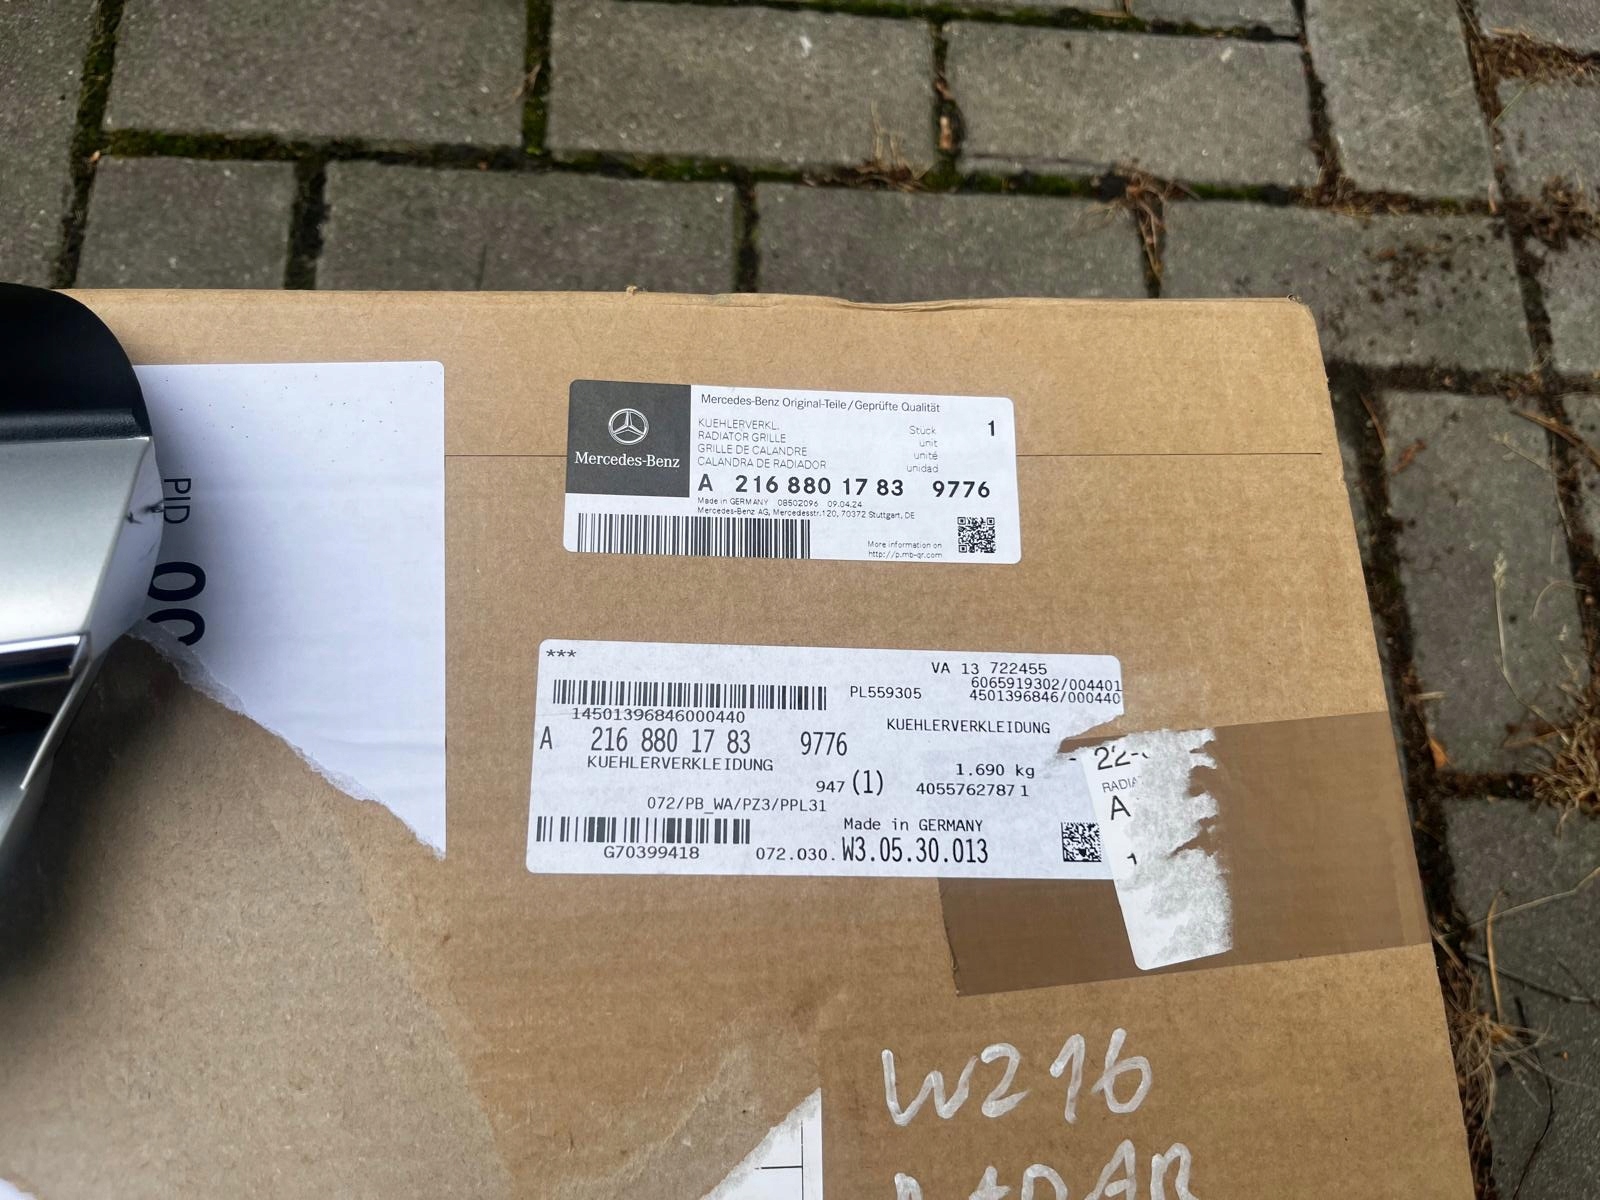 PID
Mercedes-Benz
Mercedes-Benz Original-Teile/Geprüfte Qualität
KUEHLERVERKL.
RADIATOR GRILLE
GRILLE DE CALANDRE
CALANDRA DE RADIADOR
Stück
unit
unité
unidad
1
A 216 880 17 83 9776
Made in GERMANY 08502096 09.04.24
Mercedes-Benz AG, Mercedesstr.120, 70372 Stuttgart, DE
More information on
http://p.mb-qr.com
***
VA 13 722455
6065919302/004401
PL559305 4501396846/000440
14501396846000440
KUEHLERVERKLEIDUNG
A 216 880 17 83 9776
KUEHLERVERKLEIDUNG
1.690 kg
947 (1) 4055762787 1
072/PB_WA/PZ3/PPL31
Made in GERMANY
G70399418 072.030. W3.05.30.013
A
W216